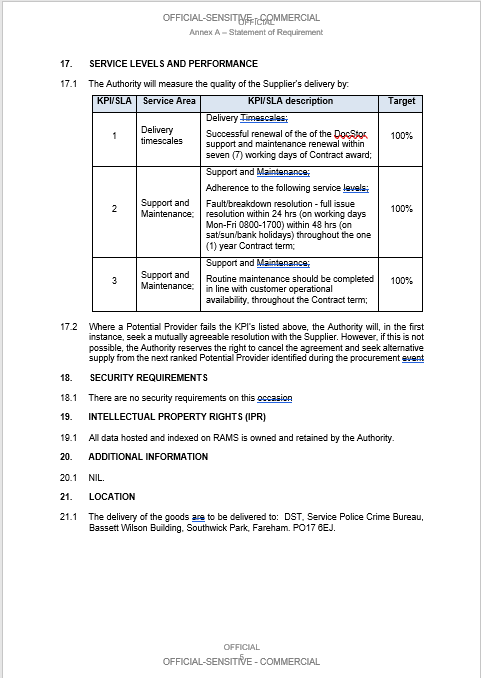 OFFICIAL-SENSITIVE - COMMERCIAL
OFFICIAL
Annex A – Statement of Requirement
17. SERVICE LEVELS AND PERFORMANCE
17.1 The Authority will measure the quality of the Supplier's delivery by:
KPI/SLA Service Area KPI/SLA description Target
1 Delivery timescales Delivery Timescales; 100%
Successful renewal of the of the DocStor
support and maintenance renewal within
seven (7) working days of Contract award;
2 Support and Maintenance; Support and Maintenance; 100%
Adherence to the following service levels;
Fault/breakdown resolution - full issue
resolution within 24 hrs (on working days
Mon-Fri 0800-1700) within 48 hrs (on
sat/sun/bank holidays) throughout the one
(1) year Contract term;
3 Support and Maintenance; Support and Maintenance; 100%
Routine maintenance should be completed
in line with customer operational
availability, throughout the Contract term;
17.2 Where a Potential Provider fails the KPI's listed above, the Authority will, in the first
instance, seek a mutually agreeable resolution with the Supplier. However, if this is not
possible, the Authority reserves the right to cancel the agreement and seek alternative
supply from the next ranked Potential Provider identified during the procurement event
18. SECURITY REQUIREMENTS
18.1 There are no security requirements on this occasion
19. INTELLECTUAL PROPERTY RIGHTS (IPR)
19.1 All data hosted and indexed on RAMS is owned and retained by the Authority.
20. ADDITIONAL INFORMATION
20.1 NIL.
21. LOCATION
21.1 The delivery of the goods are to be delivered to: DST, Service Police Crime Bureau,
Bassett Wilson Building, Southwick Park, Fareham. PO17 6EJ.
OFFICIAL
5
OFFICIAL-SENSITIVE - COMMERCIAL